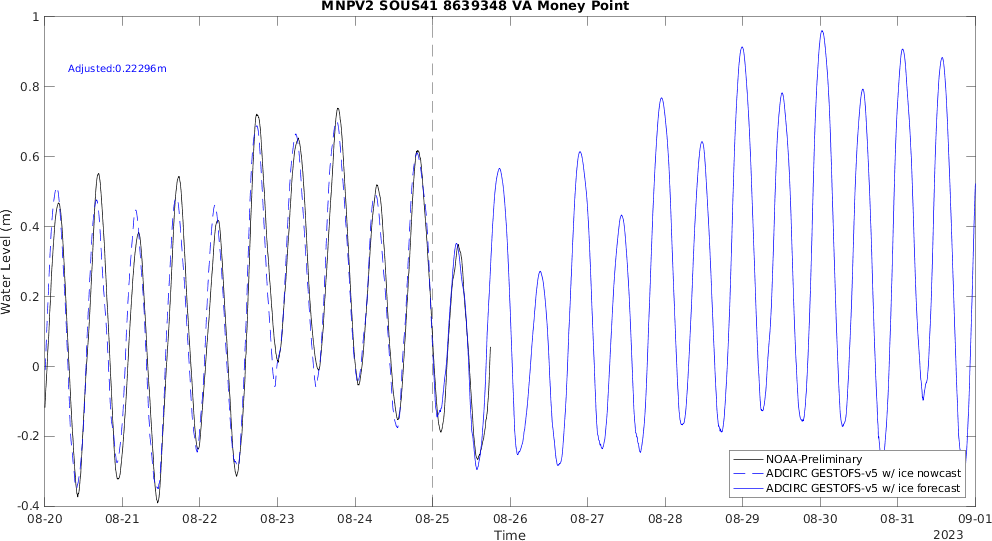 MNPV2 SOUS41 8639348 VA Money Point
Adjusted:0.22296m
Water Level (m)
1
0.8
0.6
0.4
0.2
0
-0.2
-0.4
NOAA-Preliminary
ADCIRC GESTOFS-v5 w/ ice nowcast
ADCIRC GESTOFS-v5 w/ ice forecast
08-20 08-21 08-22 08-23 08-24 08-25 08-26 08-27 08-28 08-29 08-30 08-31 09-01
Time
2023